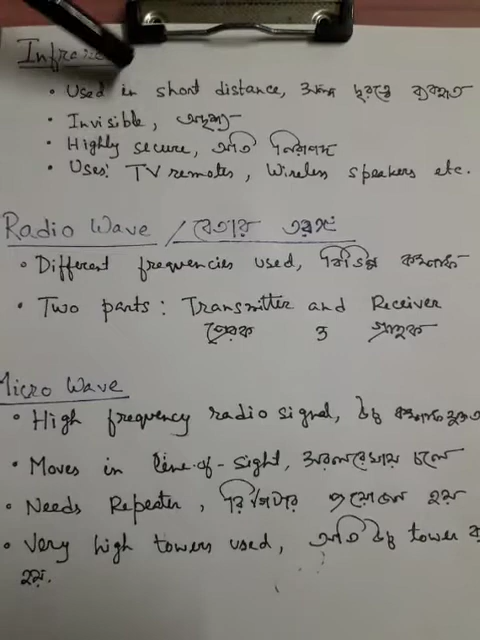 Infrare
• Used in short distance, অল্প দূরত্বে ব্যবহৃত
• Invisible, অদৃশ্য
• Highly secure, অতি নিরাপদ
• Uses: TV remotes, Wireless speakers etc.
Radio Wave / বেতার তরঙ্গ
• Different frequencies used, বিভিন্ন কম্পাঙ্ক
• Two parts: Transmitter and Receiver
প্রেরক ও গ্রাহক
Micro Wave
• High frequency radio signal, উচ্চ কম্পাঙ্কযুক্ত
• Moves in line-of-sight, সরলরেখায় চলে
• Needs Repeater, রিপিটার প্রয়োজন হয়
• Very high towers used, অতি উচ্চ tower ব
হয়.